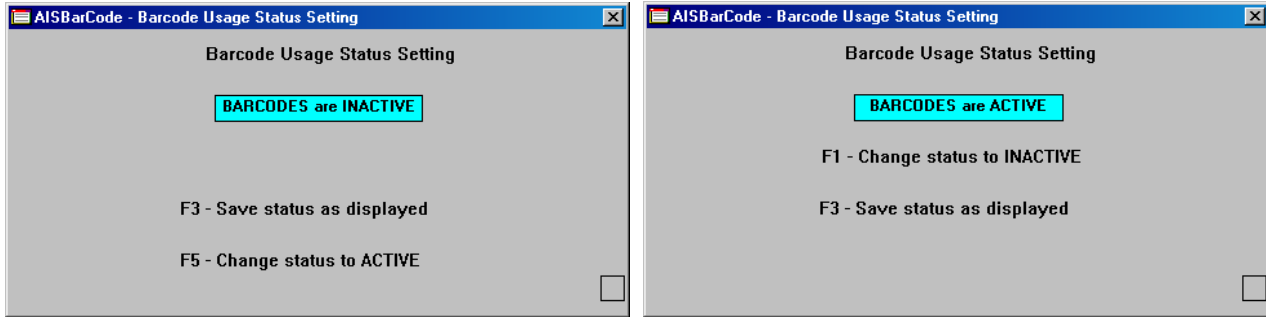 AISBarCode - Barcode Usage Status Setting
Barcode Usage Status Setting
BARCODES are INACTIVE
F3 - Save status as displayed
F5 - Change status to ACTIVE
AISBarCode - Barcode Usage Status Setting
Barcode Usage Status Setting
BARCODES are ACTIVE
F1 - Change status to INACTIVE
F3 - Save status as displayed